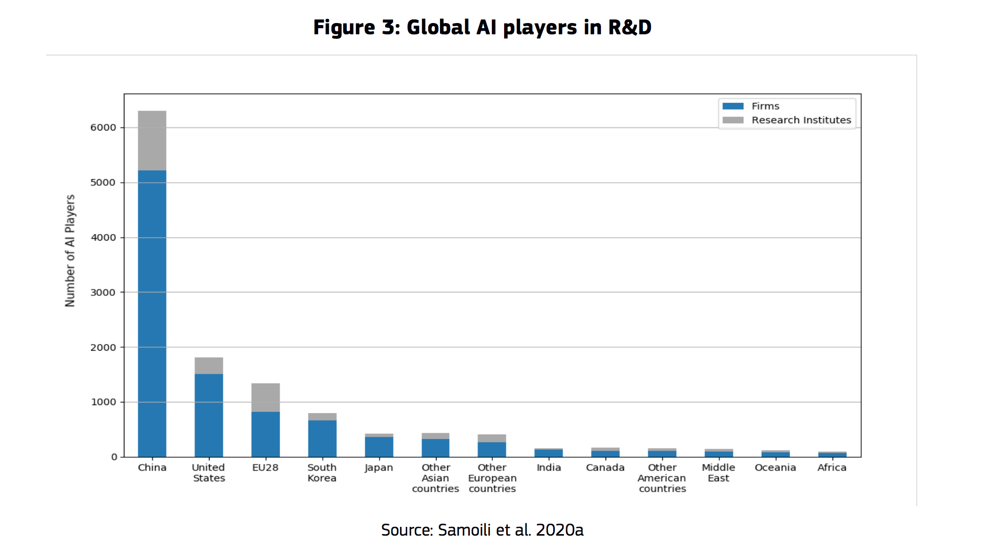 Figure 3: Global AI players in R&D
Firms
Research Institutes
Number of AI Players
6000
5000
4000
3000
2000
1000
0
China
United
States
EU28
South
Korea
Japan
Other
Asian
countries
Other
European
countries
India
Canada
Other
American
countries
Middle
East
Oceania
Africa
Source: Samoili et al. 2020a